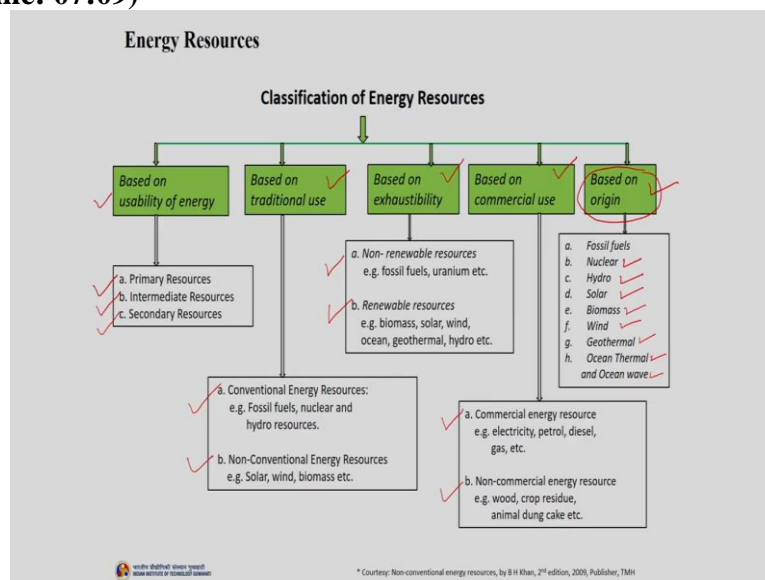 Energy Resources
Classification of Energy Resources
Based on
usability of energy
Based on
traditional use
Based on
exhaustibility
Based on
commercial use
Based on
origin
a. Primary Resources
b. Intermediate Resources
c. Secondary Resources
a. Non- renewable resources
e.g. fossil fuels, uranium etc.
b. Renewable resources
e.g. biomass, solar, wind,
ocean, geothermal, hydro etc.
a. Fossil fuels
b. Nuclear
c. Hydro
d. Solar
e. Biomass
f. Wind
g. Geothermal
h. Ocean Thermal
and Ocean wave
a. Conventional Energy Resources:
e.g. Fossil fuels, nuclear and
hydro resources.
b. Non-Conventional Energy Resources
e.g. Solar, wind, biomass etc.
a. Commercial energy resource
e.g. electricity, petrol, diesel,
gas, etc.
b. Non-commercial energy resource
e.g. wood, crop residue,
animal dung cake etc.
भारतीय प्रौद्योगिकी संस्थान गुवाहाटी
INDIAN INSTITUTE OF TECHNOLOGY GUWAHATI
* Courtesy: Non-conventional energy resources, by B H Khan, 2nd edition, 2009, Publisher, TMH